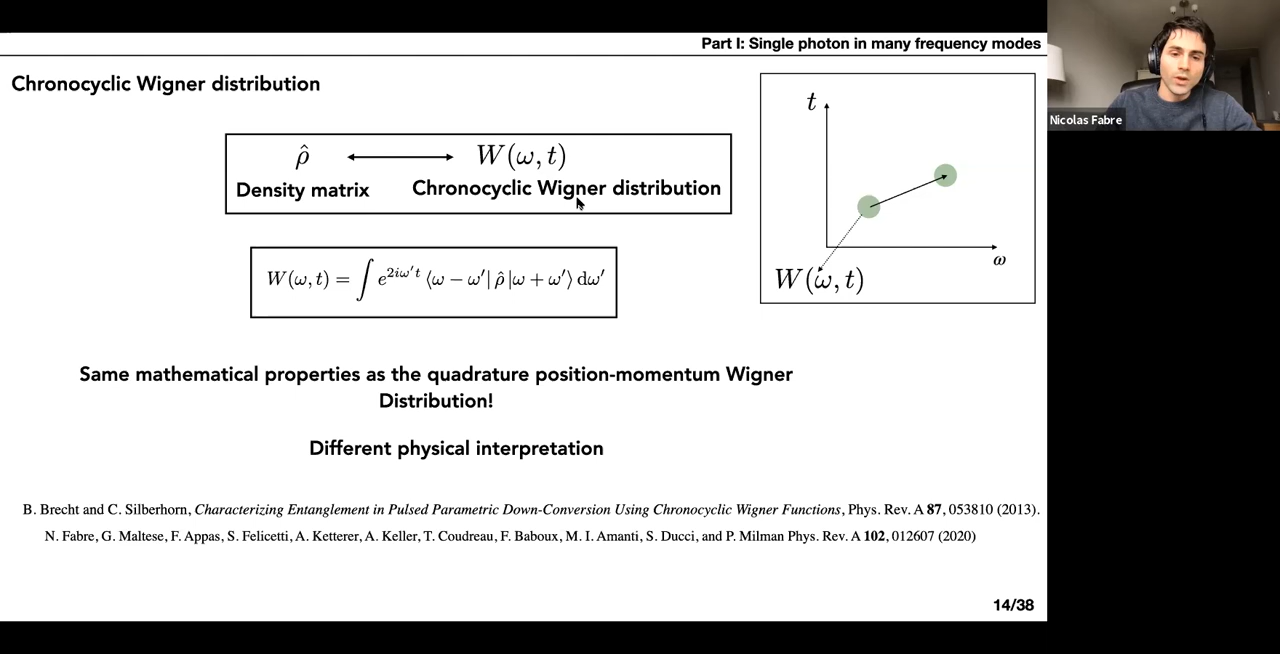 Part I: Single photon in many frequency modes
Chronocyclic Wigner distribution
ρ̂ ⟷ W(ω, t)
Density matrix Chronocyclic Wigner distribution
W(ω, t) = ∫ e^{2iω′t} ⟨ω − ω′| ρ̂ |ω + ω′⟩ dω′
t
ω
W(ω, t)
Same mathematical properties as the quadrature position-momentum Wigner
Distribution!
Different physical interpretation
B. Brecht and C. Silberhorn, Characterizing Entanglement in Pulsed Parametric Down-Conversion Using Chronocyclic Wigner Functions, Phys. Rev. A 87, 053810 (2013).
N. Fabre, G. Maltese, F. Appas, S. Felicetti, A. Ketterer, A. Keller, T. Coudreau, F. Baboux, M. I. Amanti, S. Ducci, and P. Milman Phys. Rev. A 102, 012607 (2020)
14/38
Nicolas Fabre